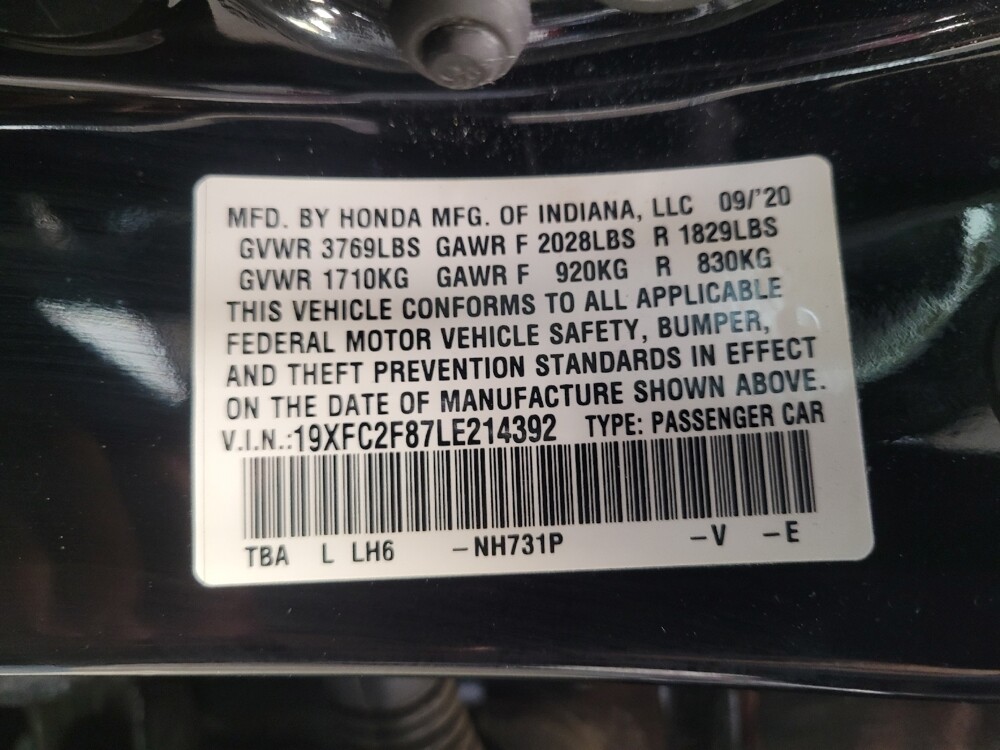 MFD. BY HONDA MFG. OF INDIANA, LLC 09/'20
GVWR 3769LBS GAWR F 2028LBS R 1829LBS
GVWR 1710KG GAWR F 920KG R 830KG
THIS VEHICLE CONFORMS TO ALL APPLICABLE
FEDERAL MOTOR VEHICLE SAFETY, BUMPER,
AND THEFT PREVENTION STANDARDS IN EFFECT
ON THE DATE OF MANUFACTURE SHOWN ABOVE.
V.I.N.:19XFC2F87LE214392 TYPE: PASSENGER CAR
TBA L LH6 -NH731P -V -E